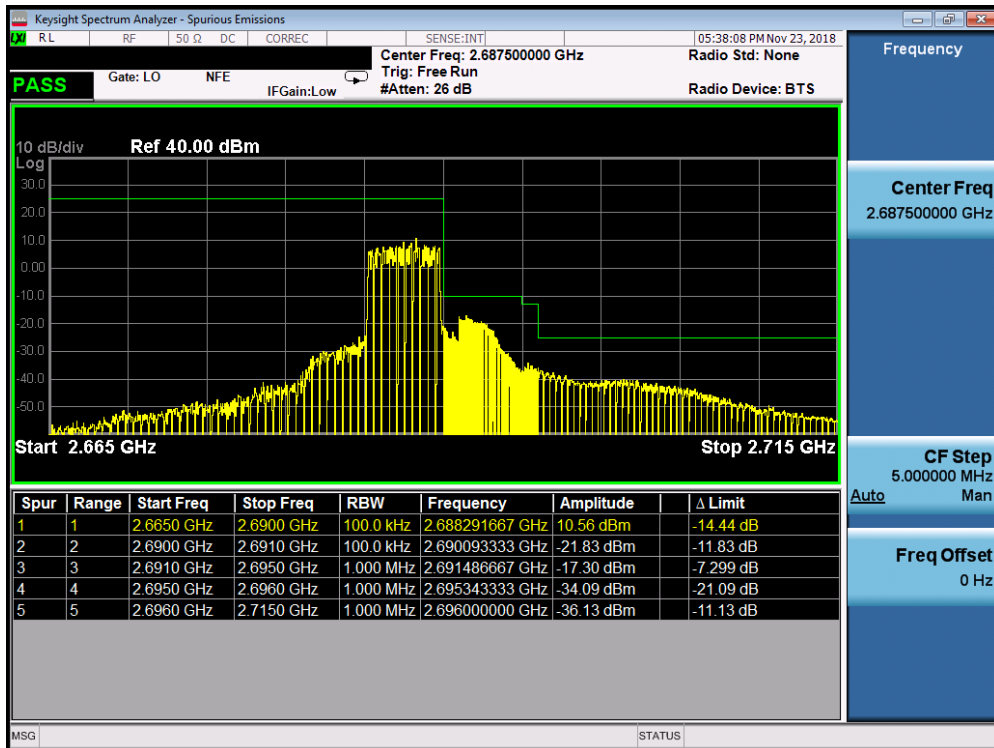 Keysight Spectrum Analyzer - Spurious Emissions
LXI RL RF 50 Ω DC CORREC SENSE:INT 05:38:08 PM Nov 23, 2018
Center Freq: 2.687500000 GHz Radio Std: None
PASS Gate: LO NFE Trig: Free Run
IFGain:Low #Atten: 26 dB Radio Device: BTS
Frequency
10 dB/div Ref 40.00 dBm
Log
30.0
20.0
10.0
0.00
-10.0
-20.0
-30.0
-40.0
-50.0
Start 2.665 GHz Stop 2.715 GHz
Center Freq
2.687500000 GHz
CF Step
5.000000 MHz
Auto Man
Freq Offset
0 Hz
Spur Range Start Freq Stop Freq RBW Frequency Amplitude Δ Limit
1 1 2.6650 GHz 2.6900 GHz 100.0 kHz 2.688291667 GHz 10.56 dBm -14.44 dB
2 2 2.6900 GHz 2.6910 GHz 100.0 kHz 2.690093333 GHz -21.83 dBm -11.83 dB
3 3 2.6910 GHz 2.6950 GHz 1.000 MHz 2.691486667 GHz -17.30 dBm -7.299 dB
4 4 2.6950 GHz 2.6960 GHz 1.000 MHz 2.695343333 GHz -34.09 dBm -21.09 dB
5 5 2.6960 GHz 2.7150 GHz 1.000 MHz 2.696000000 GHz -36.13 dBm -11.13 dB
MSG STATUS